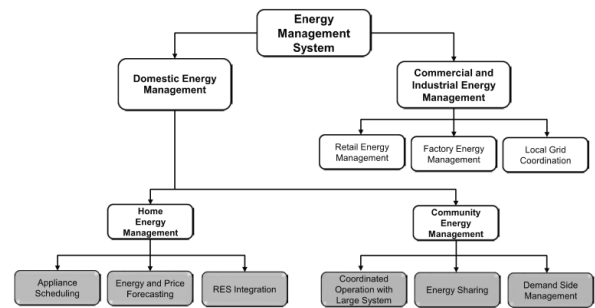 Energy
Management
System
Domestic Energy
Management
Commercial and
Industrial Energy
Management
Retail Energy
Management
Factory Energy
Management
Local Grid
Coordination
Home
Energy
Management
Community
Energy
Management
Appliance
Scheduling
Energy and Price
Forecasting
RES Integration
Coordinated
Operation with
Large System
Energy Sharing
Demand Side
Management